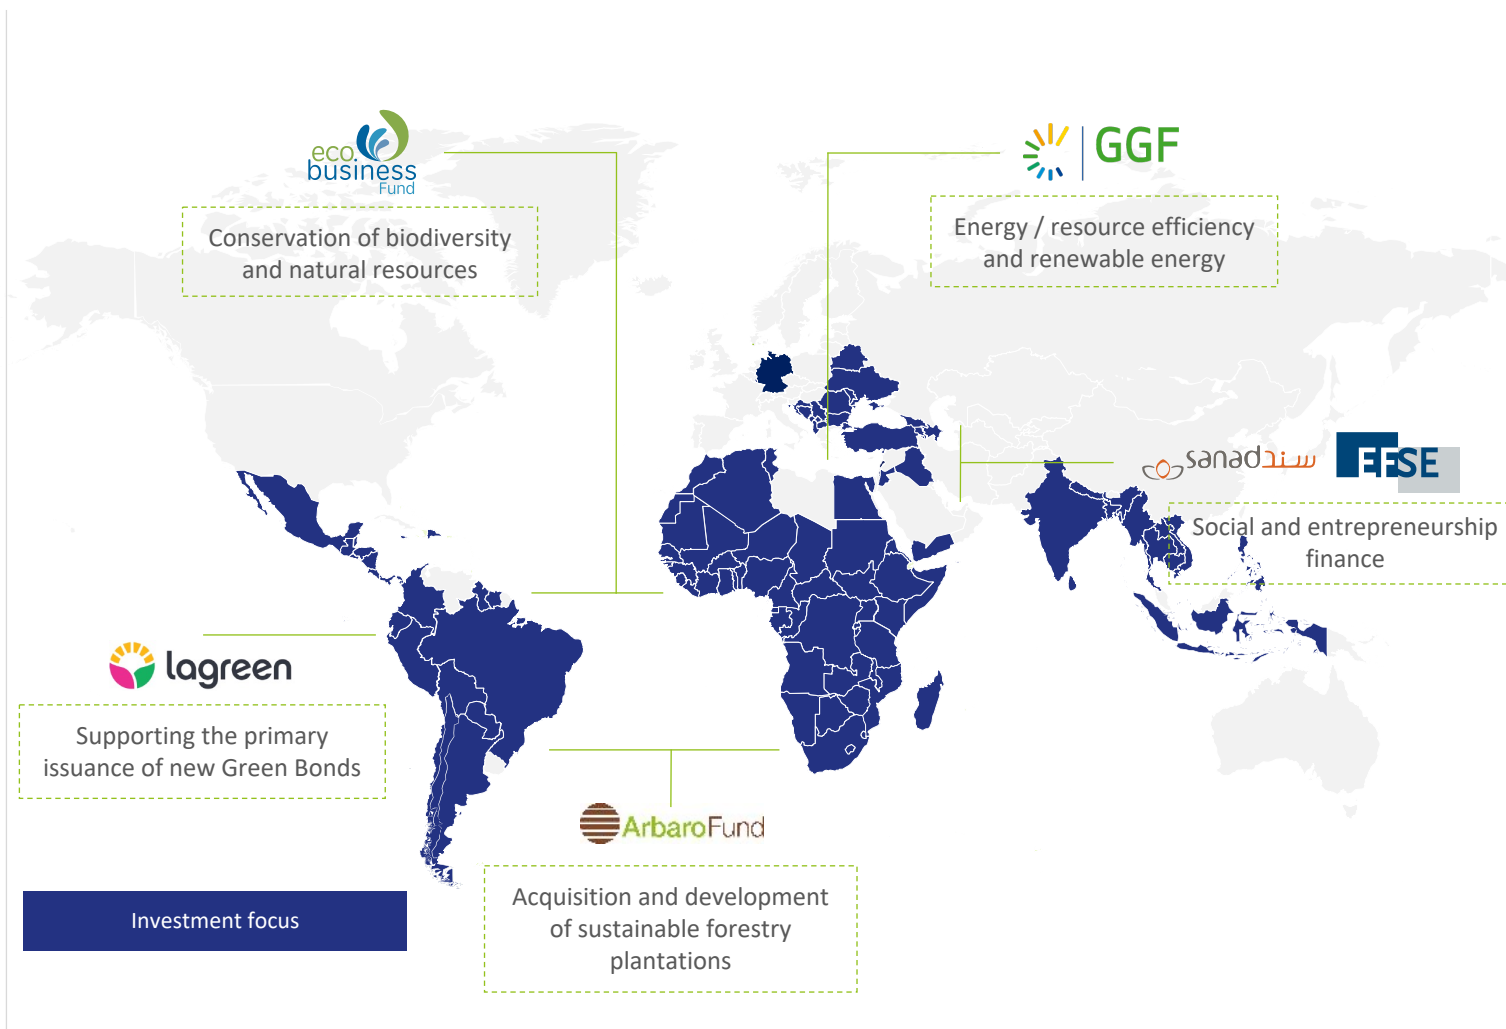 eco
business
Fund
Conservation of biodiversity
and natural resources
GGF
Energy / resource efficiency
and renewable energy
sanad سند
EFSE
Social and entrepreneurship
finance
lagreen
Supporting the primary
issuance of new Green Bonds
ArbaroFund
Acquisition and development
of sustainable forestry
plantations
Investment focus